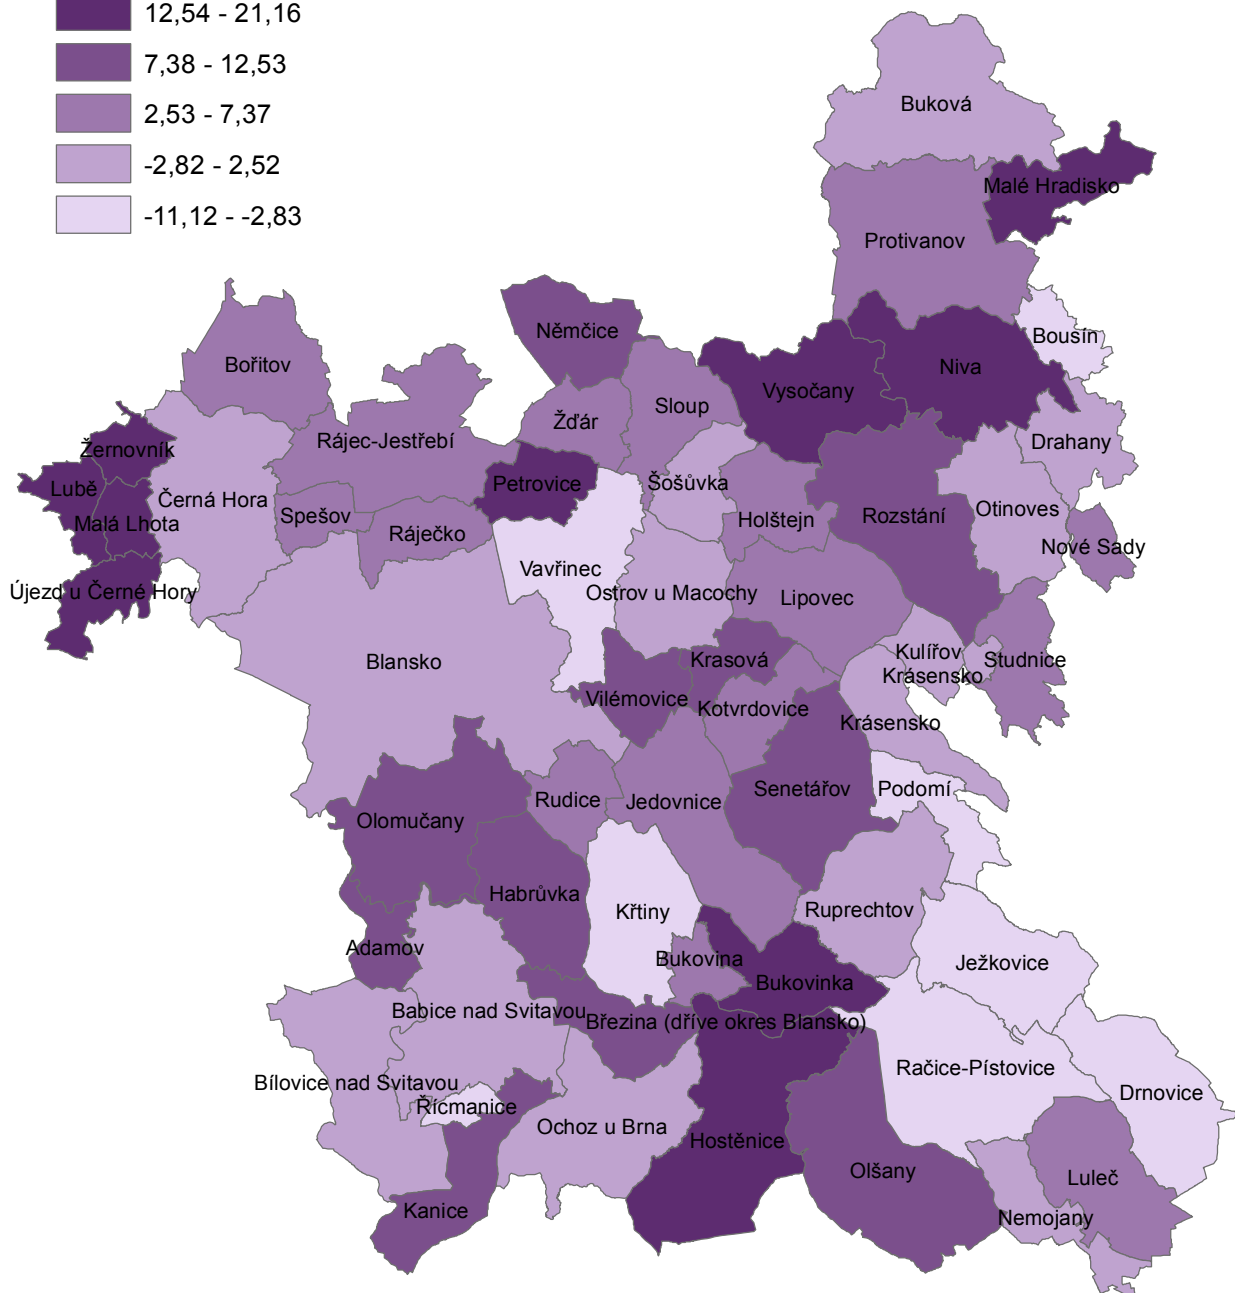 12,54 - 21,16
7,38 - 12,53
2,53 - 7,37
-2,82 - 2,52
-11,12 - -2,83
Buková
Malé Hradisko
Protivanov
Němčice
Bousín
Bořitov
Niva
Vysočany
Sloup
Žďár
Rájec-Jestřebí
Drahany
Žernovník
Petrovice
Šošůvka
Lubě
Černá Hora
Otinoves
Spešov
Holštejn
Rozstání
Malá Lhota
Ráječko
Nové Sady
Vavřinec
Újezd u Černé Hory
Ostrov u Macochy
Lipovec
Kulířov
Blansko
Krasová
Studnice
Krásensko
Vilémovice
Kotvrdovice
Krásensko
Senetářov
Podomí
Rudice
Jedovnice
Olomučany
Habrůvka
Křtiny
Ruprechtov
Adamov
Bukovina
Ježkovice
Bukovinka
Babice nad Svitavou
Březina (dříve okres Blansko)
Račice-Pístovice
Bílovice nad Svitavou
Drnovice
Řícmanice
Ochoz u Brna
Hostěnice
Olšany
Luleč
Kanice
Nemojany